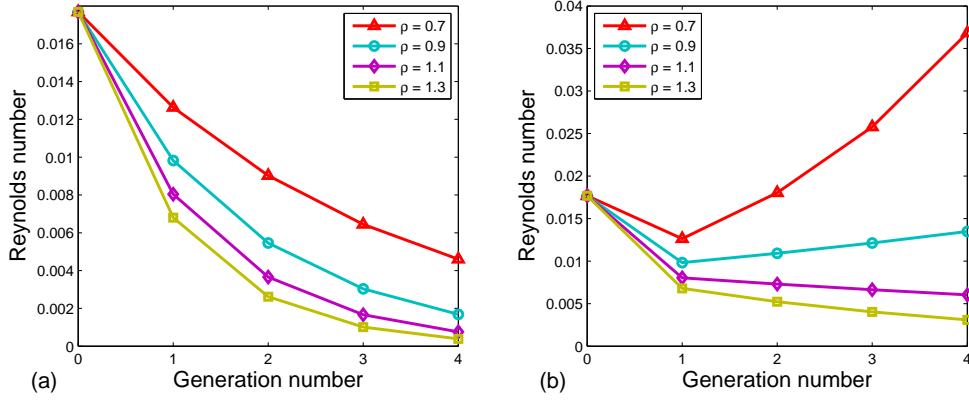 Reynolds number
0.016
0.014
0.012
0.01
0.008
0.006
0.004
0.002
0
ρ = 0.7
ρ = 0.9
ρ = 1.1
ρ = 1.3
0 1 2 3 4
Generation number
(a)
Reynolds number
0.04
0.035
0.03
0.025
0.02
0.015
0.01
0.005
0
ρ = 0.7
ρ = 0.9
ρ = 1.1
ρ = 1.3
0 1 2 3 4
Generation number
(b)